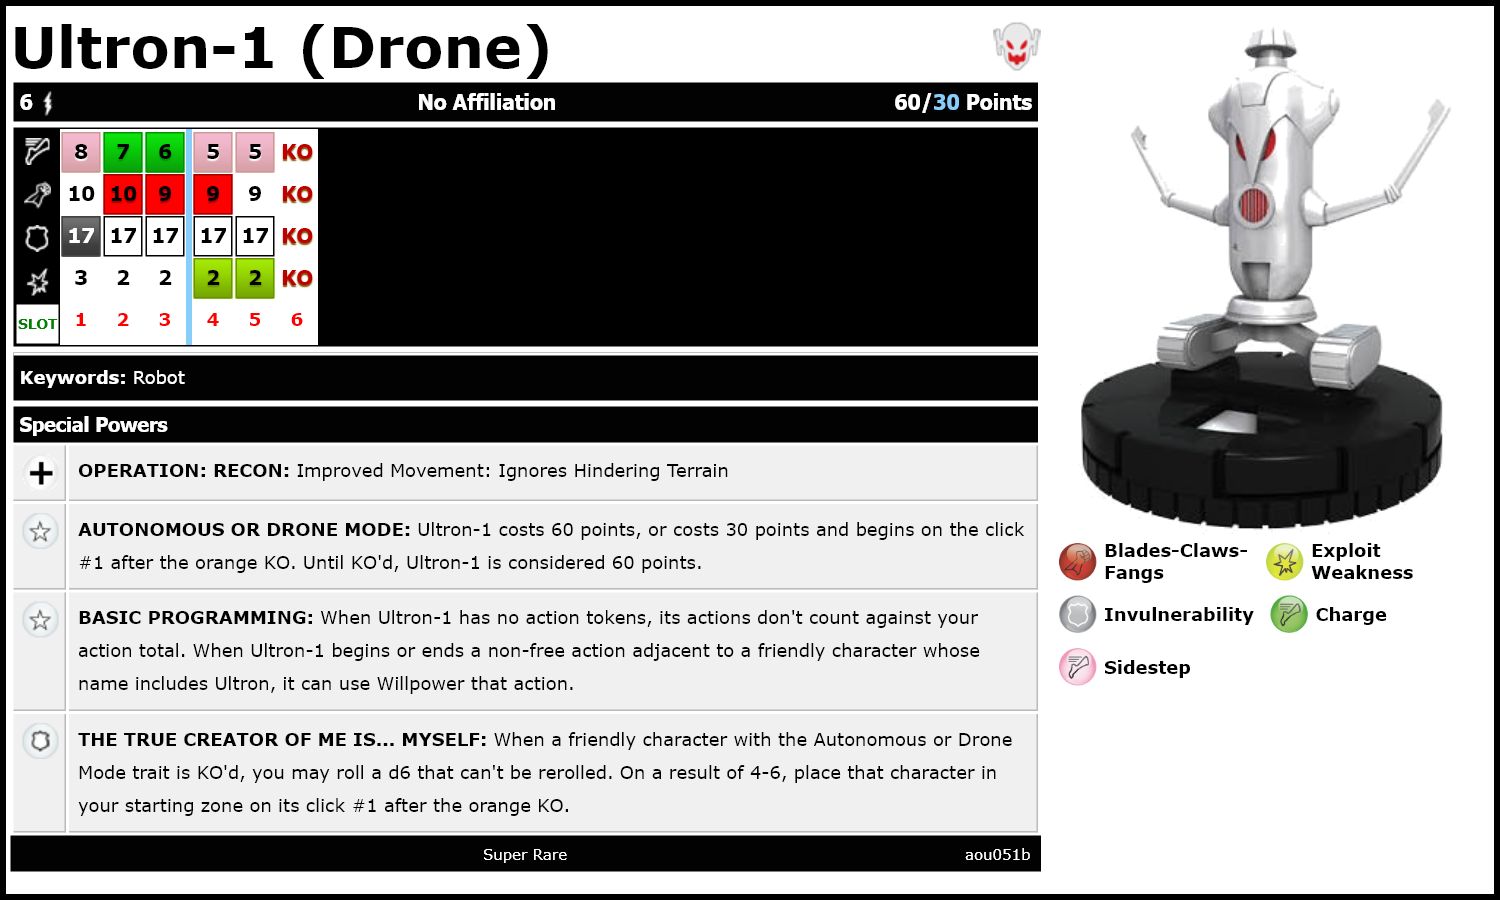 Ultron-1 (Drone)
6 No Affiliation 60/30 Points
8 7 6 5 5 KO
10 10 9 9 9 KO
17 17 17 17 17 KO
3 2 2 2 2 KO
SLOT 1 2 3 4 5 6
Keywords: Robot
Special Powers
OPERATION: RECON: Improved Movement: Ignores Hindering Terrain
AUTONOMOUS OR DRONE MODE: Ultron-1 costs 60 points, or costs 30 points and begins on the click
#1 after the orange KO. Until KO'd, Ultron-1 is considered 60 points.
BASIC PROGRAMMING: When Ultron-1 has no action tokens, its actions don't count against your
action total. When Ultron-1 begins or ends a non-free action adjacent to a friendly character whose
name includes Ultron, it can use Willpower that action.
THE TRUE CREATOR OF ME IS... MYSELF: When a friendly character with the Autonomous or Drone
Mode trait is KO'd, you may roll a d6 that can't be rerolled. On a result of 4-6, place that character in
your starting zone on its click #1 after the orange KO.
Super Rare aou051b
Blades-Claws-
Fangs
Exploit
Weakness
Invulnerability
Charge
Sidestep